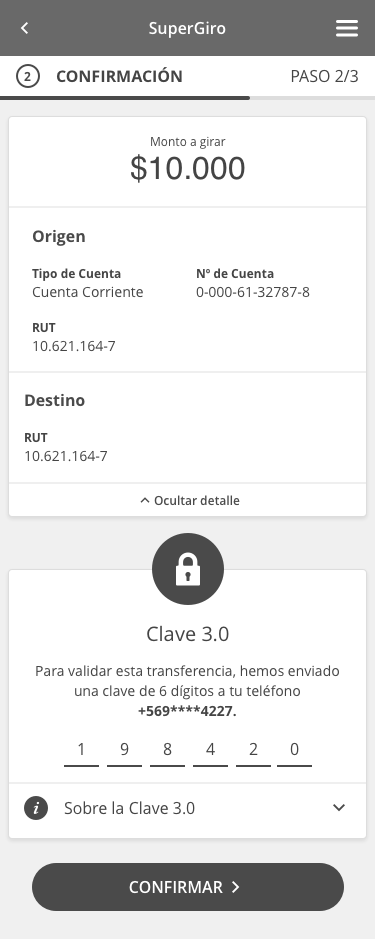 SuperGiro
2 CONFIRMACIÓN PASO 2/3
Monto a girar
$10.000
Origen
Tipo de Cuenta Nº de Cuenta
Cuenta Corriente 0-000-61-32787-8
RUT
10.621.164-7
Destino
RUT
10.621.164-7
Ocultar detalle
Clave 3.0
Para validar esta transferencia, hemos enviado
una clave de 6 dígitos a tu teléfono
+569****4227.
1 9 8 4 2 0
i Sobre la Clave 3.0
CONFIRMAR